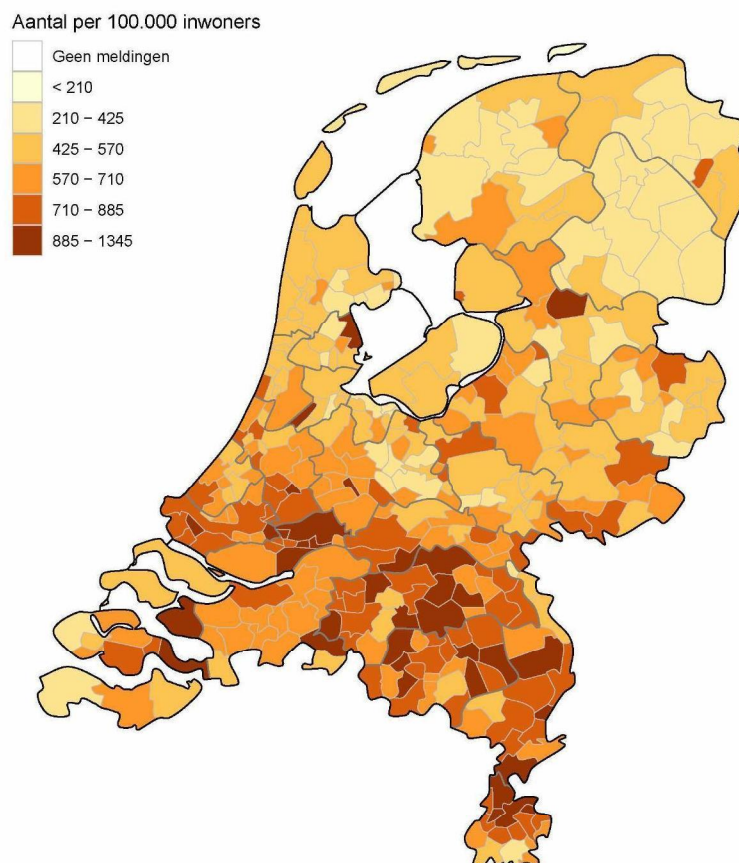 Aantal per 100.000 inwoners
Geen meldingen
< 210
210 – 425
425 – 570
570 – 710
710 – 885
885 – 1345